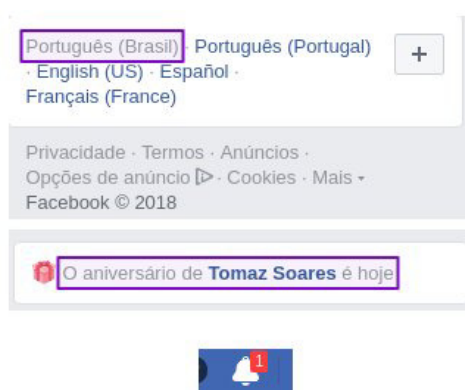 Português (Brasil) · Português (Portugal)
· English (US) · Español ·
Français (France)
+
Privacidade · Termos · Anúncios ·
Opções de anúncio · Cookies · Mais
Facebook © 2018
O aniversário de Tomaz Soares é hoje
1